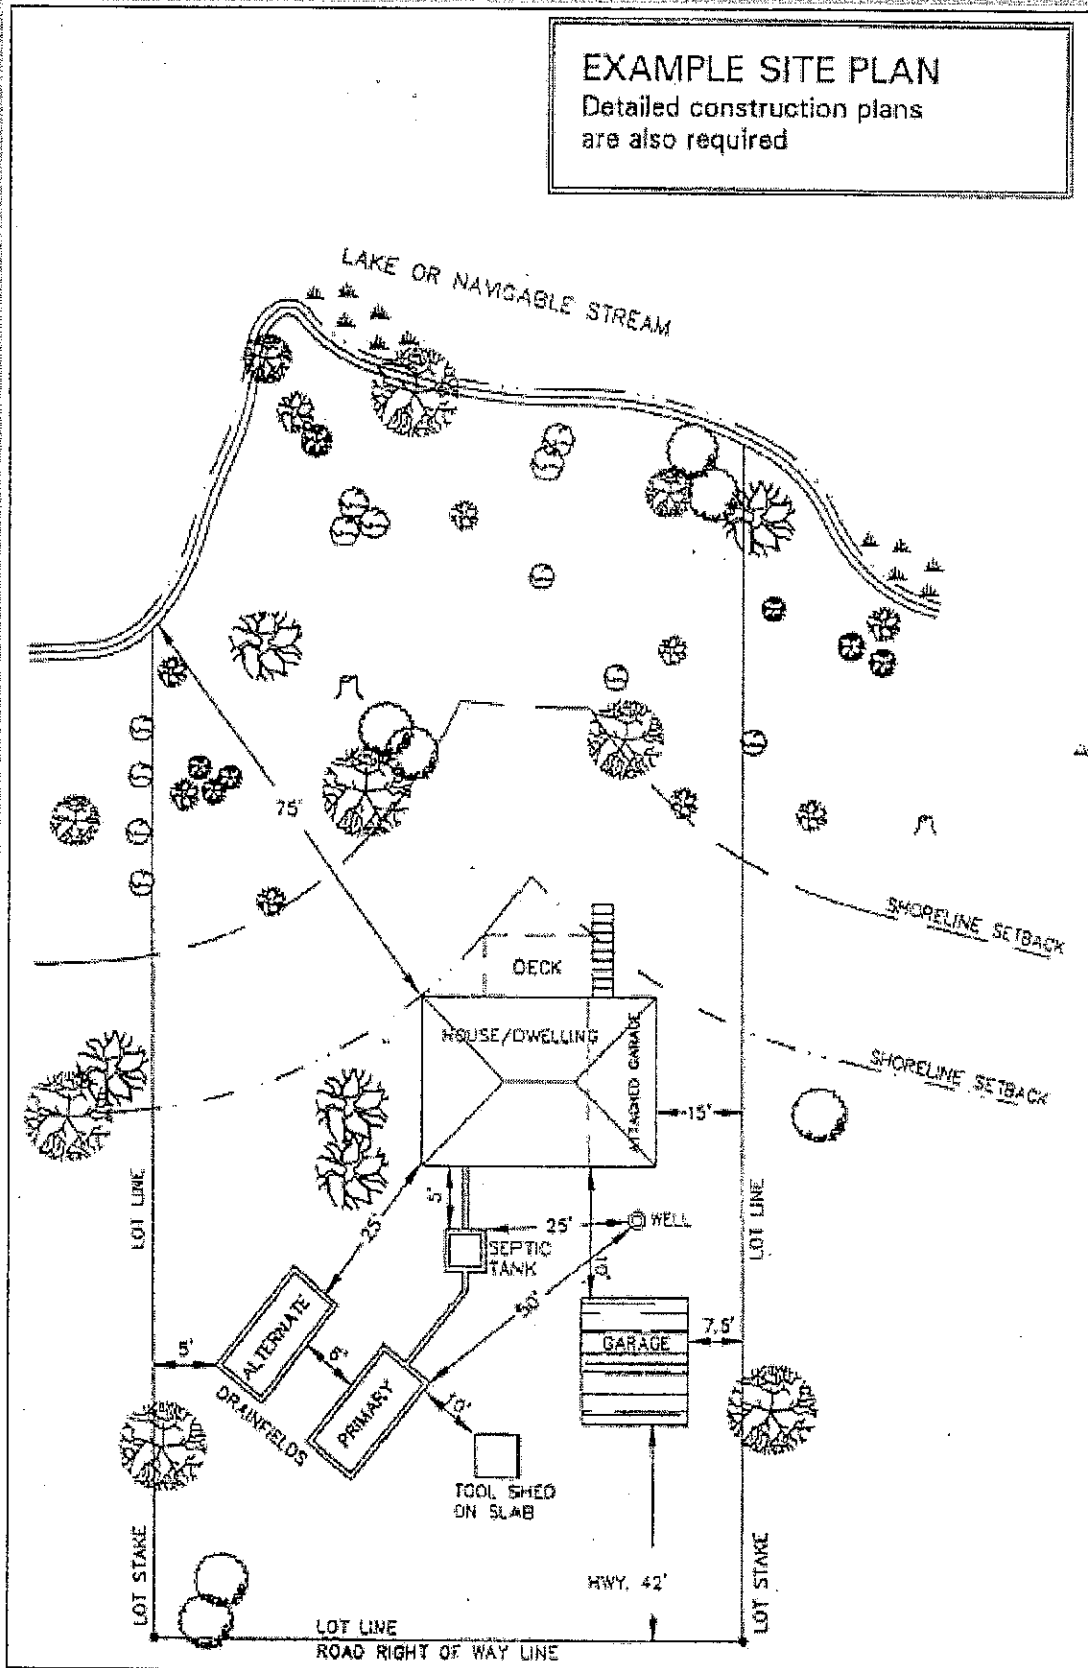 EXAMPLE SITE PLAN
Detailed construction plans
are also required
LAKE OR NAVIGABLE STREAM
75'
SHORELINE SETBACK
DECK
HOUSE/DWELLING
ATTACHED GARAGE
SHORELINE SETBACK
15'
LOT LINE
LOT LINE
5'
25'
25'
WELL
SEPTIC
TANK
10'
50'
ALTERNATE
5'
7.5'
GARAGE
5'
DRAINFIELDS
PRIMARY
10'
TOOL SHED
ON SLAB
LOT STAKE
HWY. 42'
LOT STAKE
LOT LINE
ROAD RIGHT OF WAY LINE